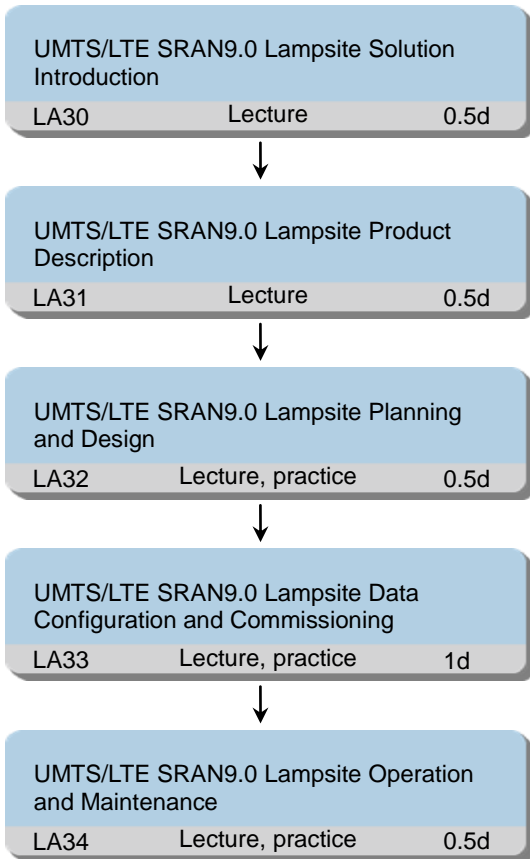 UMTS/LTE SRAN9.0 Lampsite Solution
Introduction
LA30 Lecture 0.5d
UMTS/LTE SRAN9.0 Lampsite Product
Description
LA31 Lecture 0.5d
UMTS/LTE SRAN9.0 Lampsite Planning
and Design
LA32 Lecture, practice 0.5d
UMTS/LTE SRAN9.0 Lampsite Data
Configuration and Commissioning
LA33 Lecture, practice 1d
UMTS/LTE SRAN9.0 Lampsite Operation
and Maintenance
LA34 Lecture, practice 0.5d